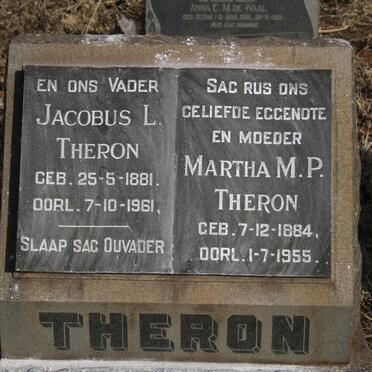 ANNA C. M. DE WAAL
EN ONS VADER
JACOBUS L.
THERON
GEB. 25-5-1881.
OORL. 7-10-1961,
SLAAP SAG OUVADER
SAG RUS ONS
GELIEFDE EGGENOTE
EN MOEDER
MARTHA M.P.
THERON
GEB. 7-12-1884,
OORL. 1-7-1955.
THERON